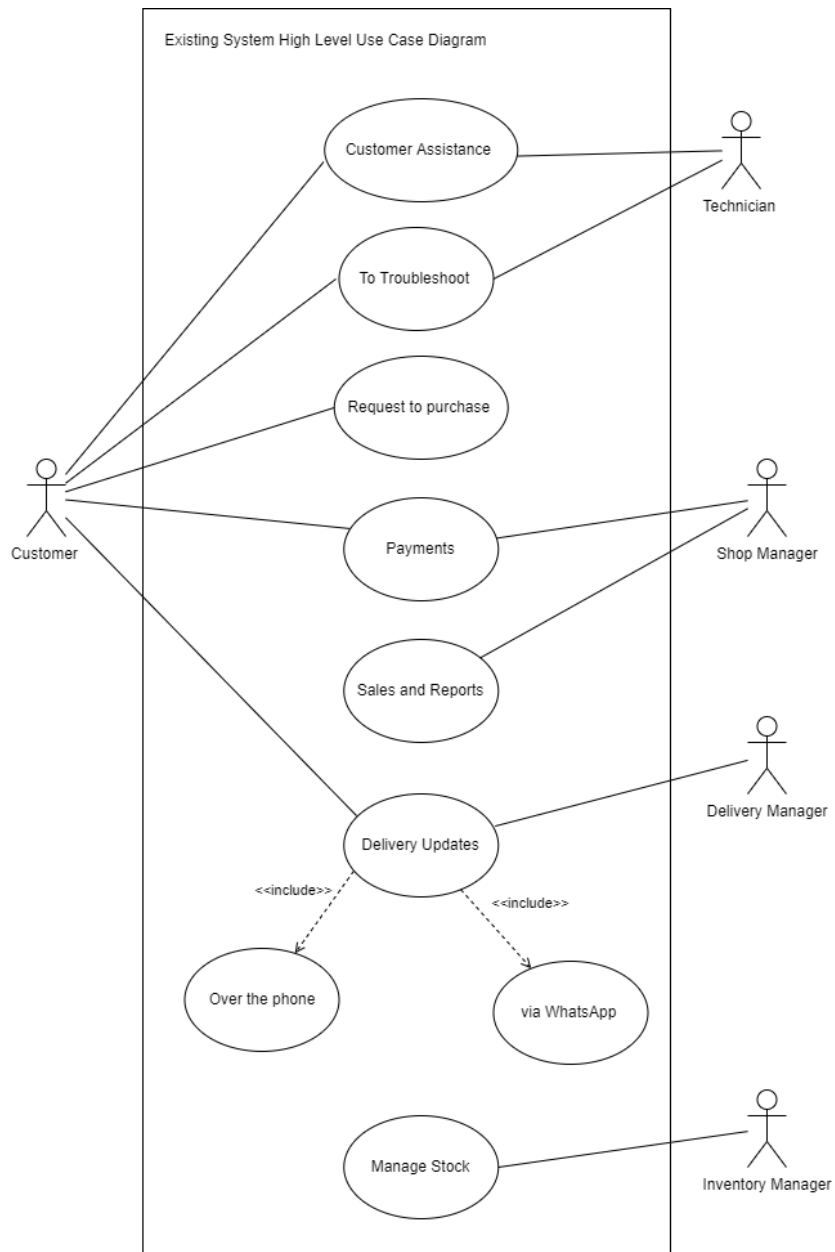 Existing System High Level Use Case Diagram
Customer Assistance
Technician
To Troubleshoot
Request to purchase
Customer
Payments
Shop Manager
Sales and Reports
Delivery Manager
Delivery Updates
<<include>>
<<include>>
Over the phone
via WhatsApp
Manage Stock
Inventory Manager